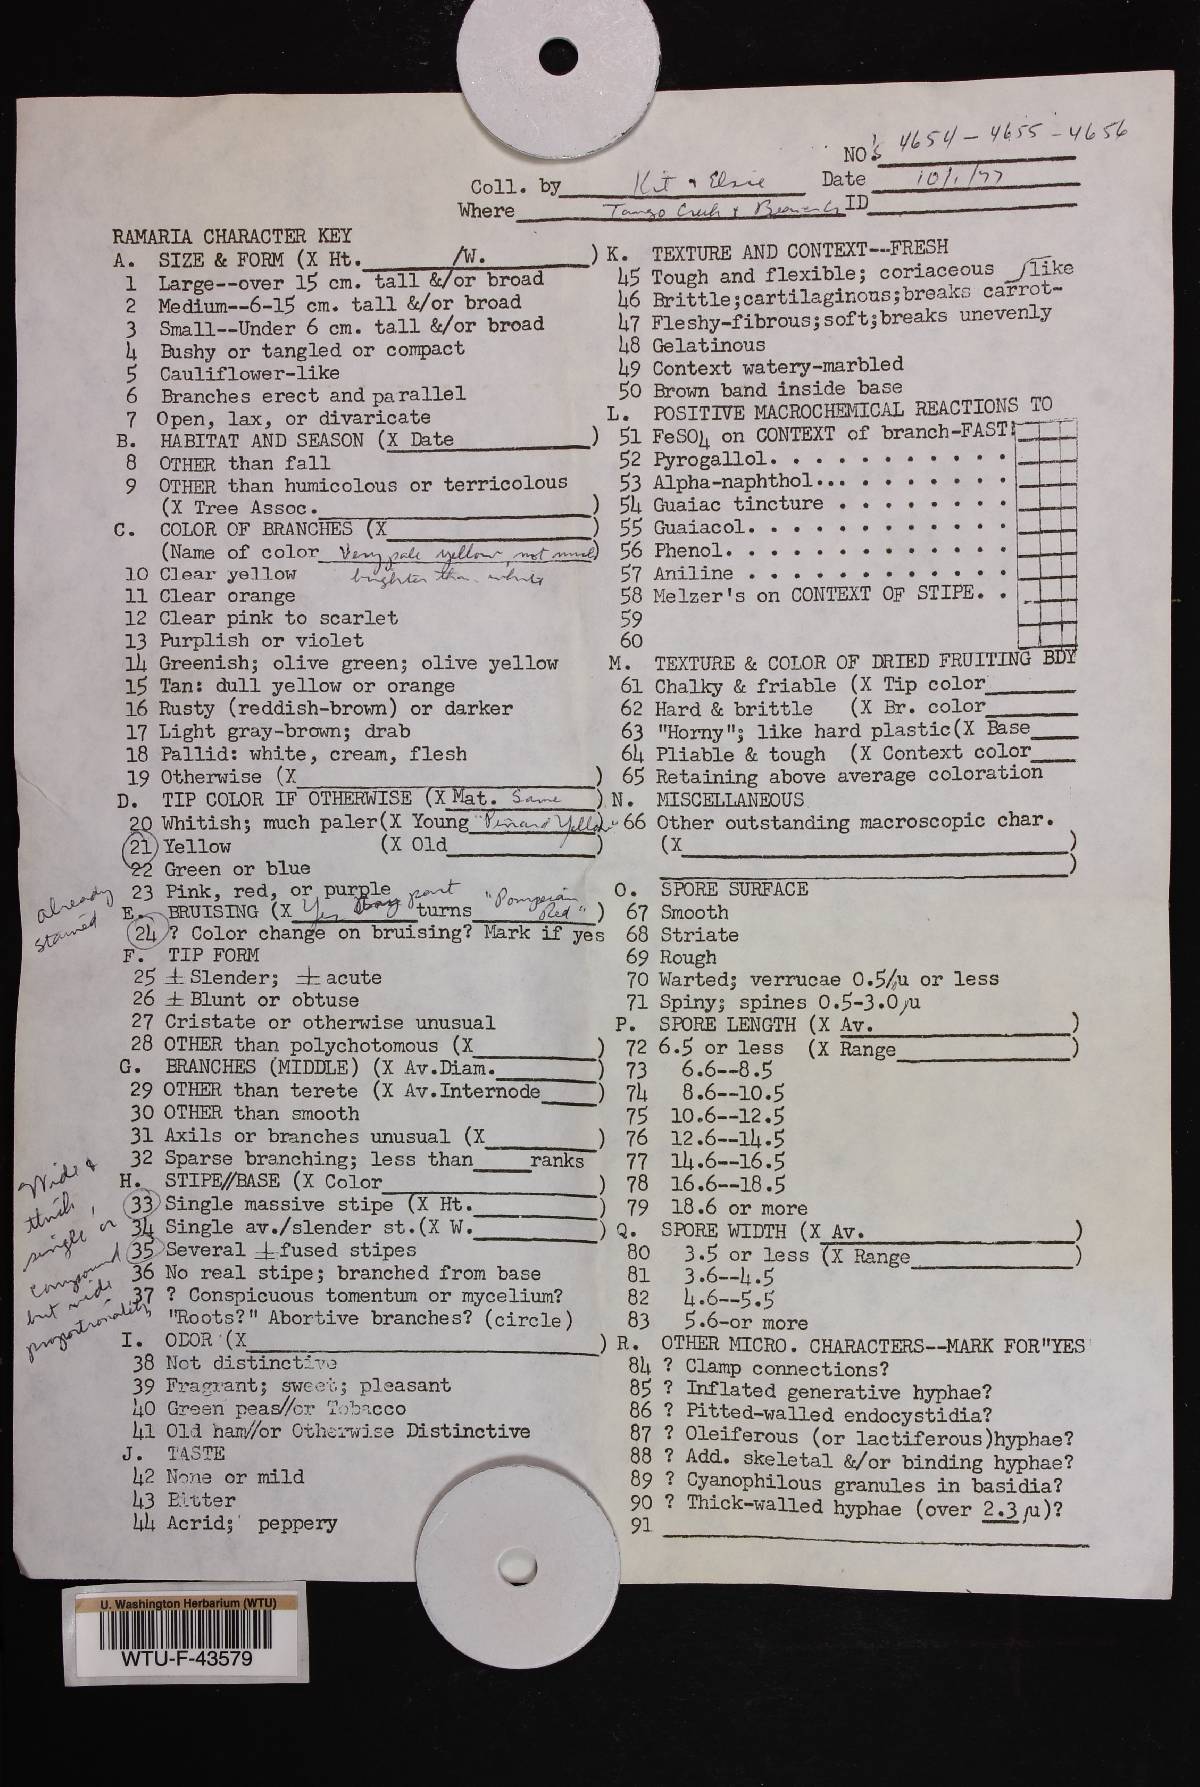 NO's 4654-4655-4656
Coll. by Kit & Elsie Date 10/1/77
Where Tango Creek & Beaver Ck ID
RAMARIA CHARACTER KEY
A. SIZE & FORM (X Ht. /W. )
1 Large--over 15 cm. tall &/or broad
2 Medium--6-15 cm. tall &/or broad
3 Small--Under 6 cm. tall &/or broad
4 Bushy or tangled or compact
5 Cauliflower-like
6 Branches erect and parallel
7 Open, lax, or divaricate
B. HABITAT AND SEASON (X Date )
8 OTHER than fall
9 OTHER than humicolous or terricolous
(X Tree Assoc. )
C. COLOR OF BRANCHES (X )
(Name of color Very pale yellow, not much)
brighter than white
10 Clear yellow
11 Clear orange
12 Clear pink to scarlet
13 Purplish or violet
14 Greenish; olive green; olive yellow
15 Tan: dull yellow or orange
16 Rusty (reddish-brown) or darker
17 Light gray-brown; drab
18 Pallid: white, cream, flesh
19 Otherwise (X )
D. TIP COLOR IF OTHERWISE (X Mat. Same )
20 Whitish; much paler(X Young "Pinard Yellow"
21 Yellow (X Old )
22 Green or blue
23 Pink, red, or purple
already
stained
E. BRUISING (X Yes any part turns "Pompeian Red" )
24 ? Color change on bruising? Mark if yes
F. TIP FORM
25 ± Slender; ± acute
26 ± Blunt or obtuse
27 Cristate or otherwise unusual
28 OTHER than polychotomous (X )
G. BRANCHES (MIDDLE) (X Av.Diam. )
29 OTHER than terete (X Av.Internode )
30 OTHER than smooth
31 Axils or branches unusual (X )
32 Sparse branching; less than ranks
H. STIPE//BASE (X Color )
33 Single massive stipe (X Ht. )
34 Single av./slender st.(X W. )
35 Several ± fused stipes
36 No real stipe; branched from base
37 ? Conspicuous tomentum or mycelium?
"Roots?" Abortive branches? (circle)
Wide &
thick,
single or
compound
but wide
proportionately
I. ODOR (X )
38 Not distinctive
39 Fragrant; sweet; pleasant
40 Green peas//or Tobacco
41 Old ham//or Otherwise Distinctive
J. TASTE
42 None or mild
43 Bitter
44 Acrid; peppery
K. TEXTURE AND CONTEXT---FRESH
45 Tough and flexible; coriaceous
46 Brittle;cartilaginous;breaks carrot-like
47 Fleshy-fibrous;soft;breaks unevenly
48 Gelatinous
49 Context watery-marbled
50 Brown band inside base
L. POSITIVE MACROCHEMICAL REACTIONS TO
51 FeSO4 on CONTEXT of branch-FAST!
52 Pyrogallol. . . . . . . . . . . .
53 Alpha-naphthol... . . . . . . . .
54 Guaiac tincture . . . . . . . .
55 Guaiacol. . . . . . . . . . . . .
56 Phenol. . . . . . . . . . . . . .
57 Aniline . . . . . . . . . . . . .
58 Melzer's on CONTEXT OF STIPE. .
59
60
M. TEXTURE & COLOR OF DRIED FRUITING BDY
61 Chalky & friable (X Tip color
62 Hard & brittle (X Br. color
63 "Horny"; like hard plastic(X Base
64 Pliable & tough (X Context color
65 Retaining above average coloration
N. MISCELLANEOUS
66 Other outstanding macroscopic char.
(X )
)
O. SPORE SURFACE
67 Smooth
68 Striate
69 Rough
70 Warted; verrucae 0.5/u or less
71 Spiny; spines 0.5-3.0/u
P. SPORE LENGTH (X Av. )
72 6.5 or less (X Range )
73 6.6--8.5
74 8.6--10.5
75 10.6--12.5
76 12.6--14.5
77 14.6--16.5
78 16.6--18.5
79 18.6 or more
Q. SPORE WIDTH (X Av. )
80 3.5 or less (X Range )
81 3.6--4.5
82 4.6--5.5
83 5.6-or more
R. OTHER MICRO. CHARACTERS--MARK FOR"YES'
84 ? Clamp connections?
85 ? Inflated generative hyphae?
86 ? Pitted-walled endocystidia?
87 ? Oleiferous (or lactiferous)hyphae?
88 ? Add. skeletal &/or binding hyphae?
89 ? Cyanophilous granules in basidia?
90 ? Thick-walled hyphae (over 2.3 /u)?
91
U. Washington Herbarium (WTU)
WTU-F-43579